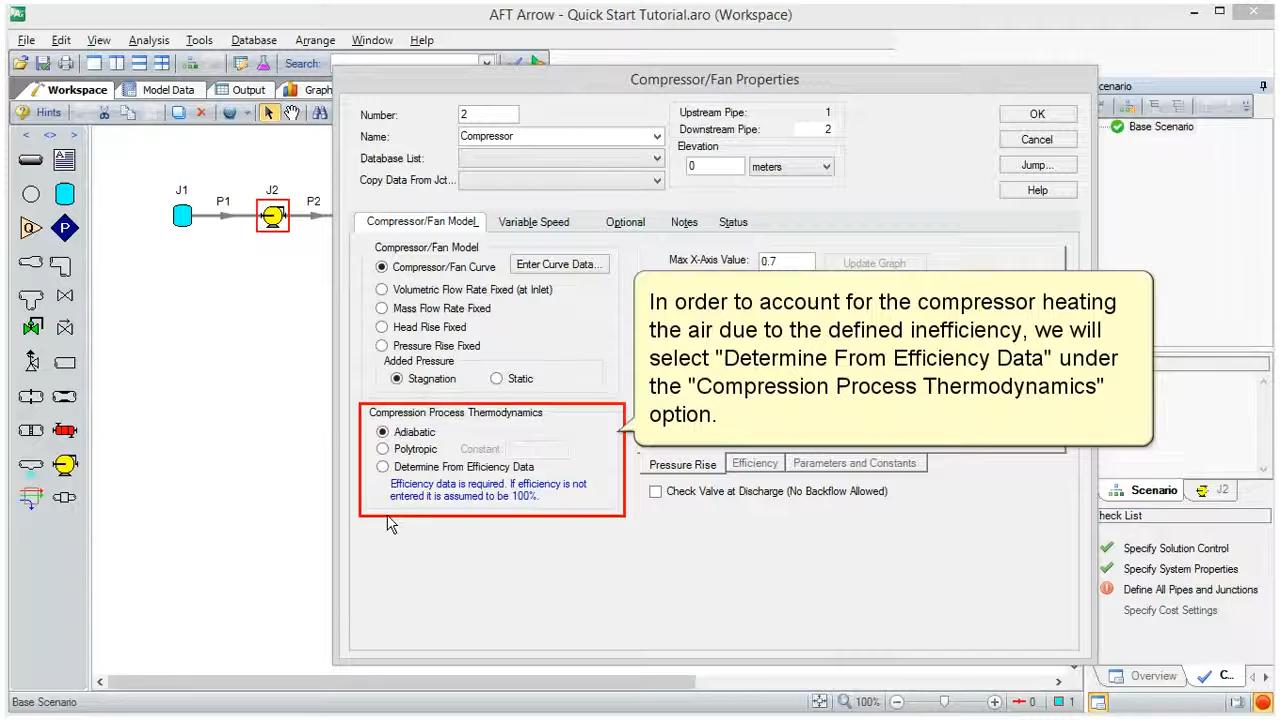 AFT Arrow - Quick Start Tutorial.aro (Workspace)
File Edit View Analysis Tools Database Arrange Window Help
Search:
Workspace Model Data Output Graph
Hints
Compressor/Fan Properties
Number: 2
Name: Compressor
Database List:
Copy Data From Jct...
Upstream Pipe: 1
Downstream Pipe: 2
Elevation
0 meters
OK
Cancel
Jump...
Help
cenario
Base Scenario
J1 P1 J2 P2
Compressor/Fan Model Variable Speed Optional Notes Status
Compressor/Fan Model
Compressor/Fan Curve Enter Curve Data...
Volumetric Flow Rate Fixed (at Inlet)
Mass Flow Rate Fixed
Head Rise Fixed
Pressure Rise Fixed
Added Pressure
Stagnation Static
Max X-Axis Value: 0.7 Update Graph
In order to account for the compressor heating
the air due to the defined inefficiency, we will
select "Determine From Efficiency Data" under
the "Compression Process Thermodynamics"
option.
Compression Process Thermodynamics
Adiabatic
Polytropic Constant
Determine From Efficiency Data
Efficiency data is required. If efficiency is not
entered it is assumed to be 100%.
Pressure Rise Efficiency Parameters and Constants
Check Valve at Discharge (No Backflow Allowed)
Scenario J2
heck List
Specify Solution Control
Specify System Properties
Define All Pipes and Junctions
Specify Cost Settings
Overview C...
Base Scenario 100% 0 1